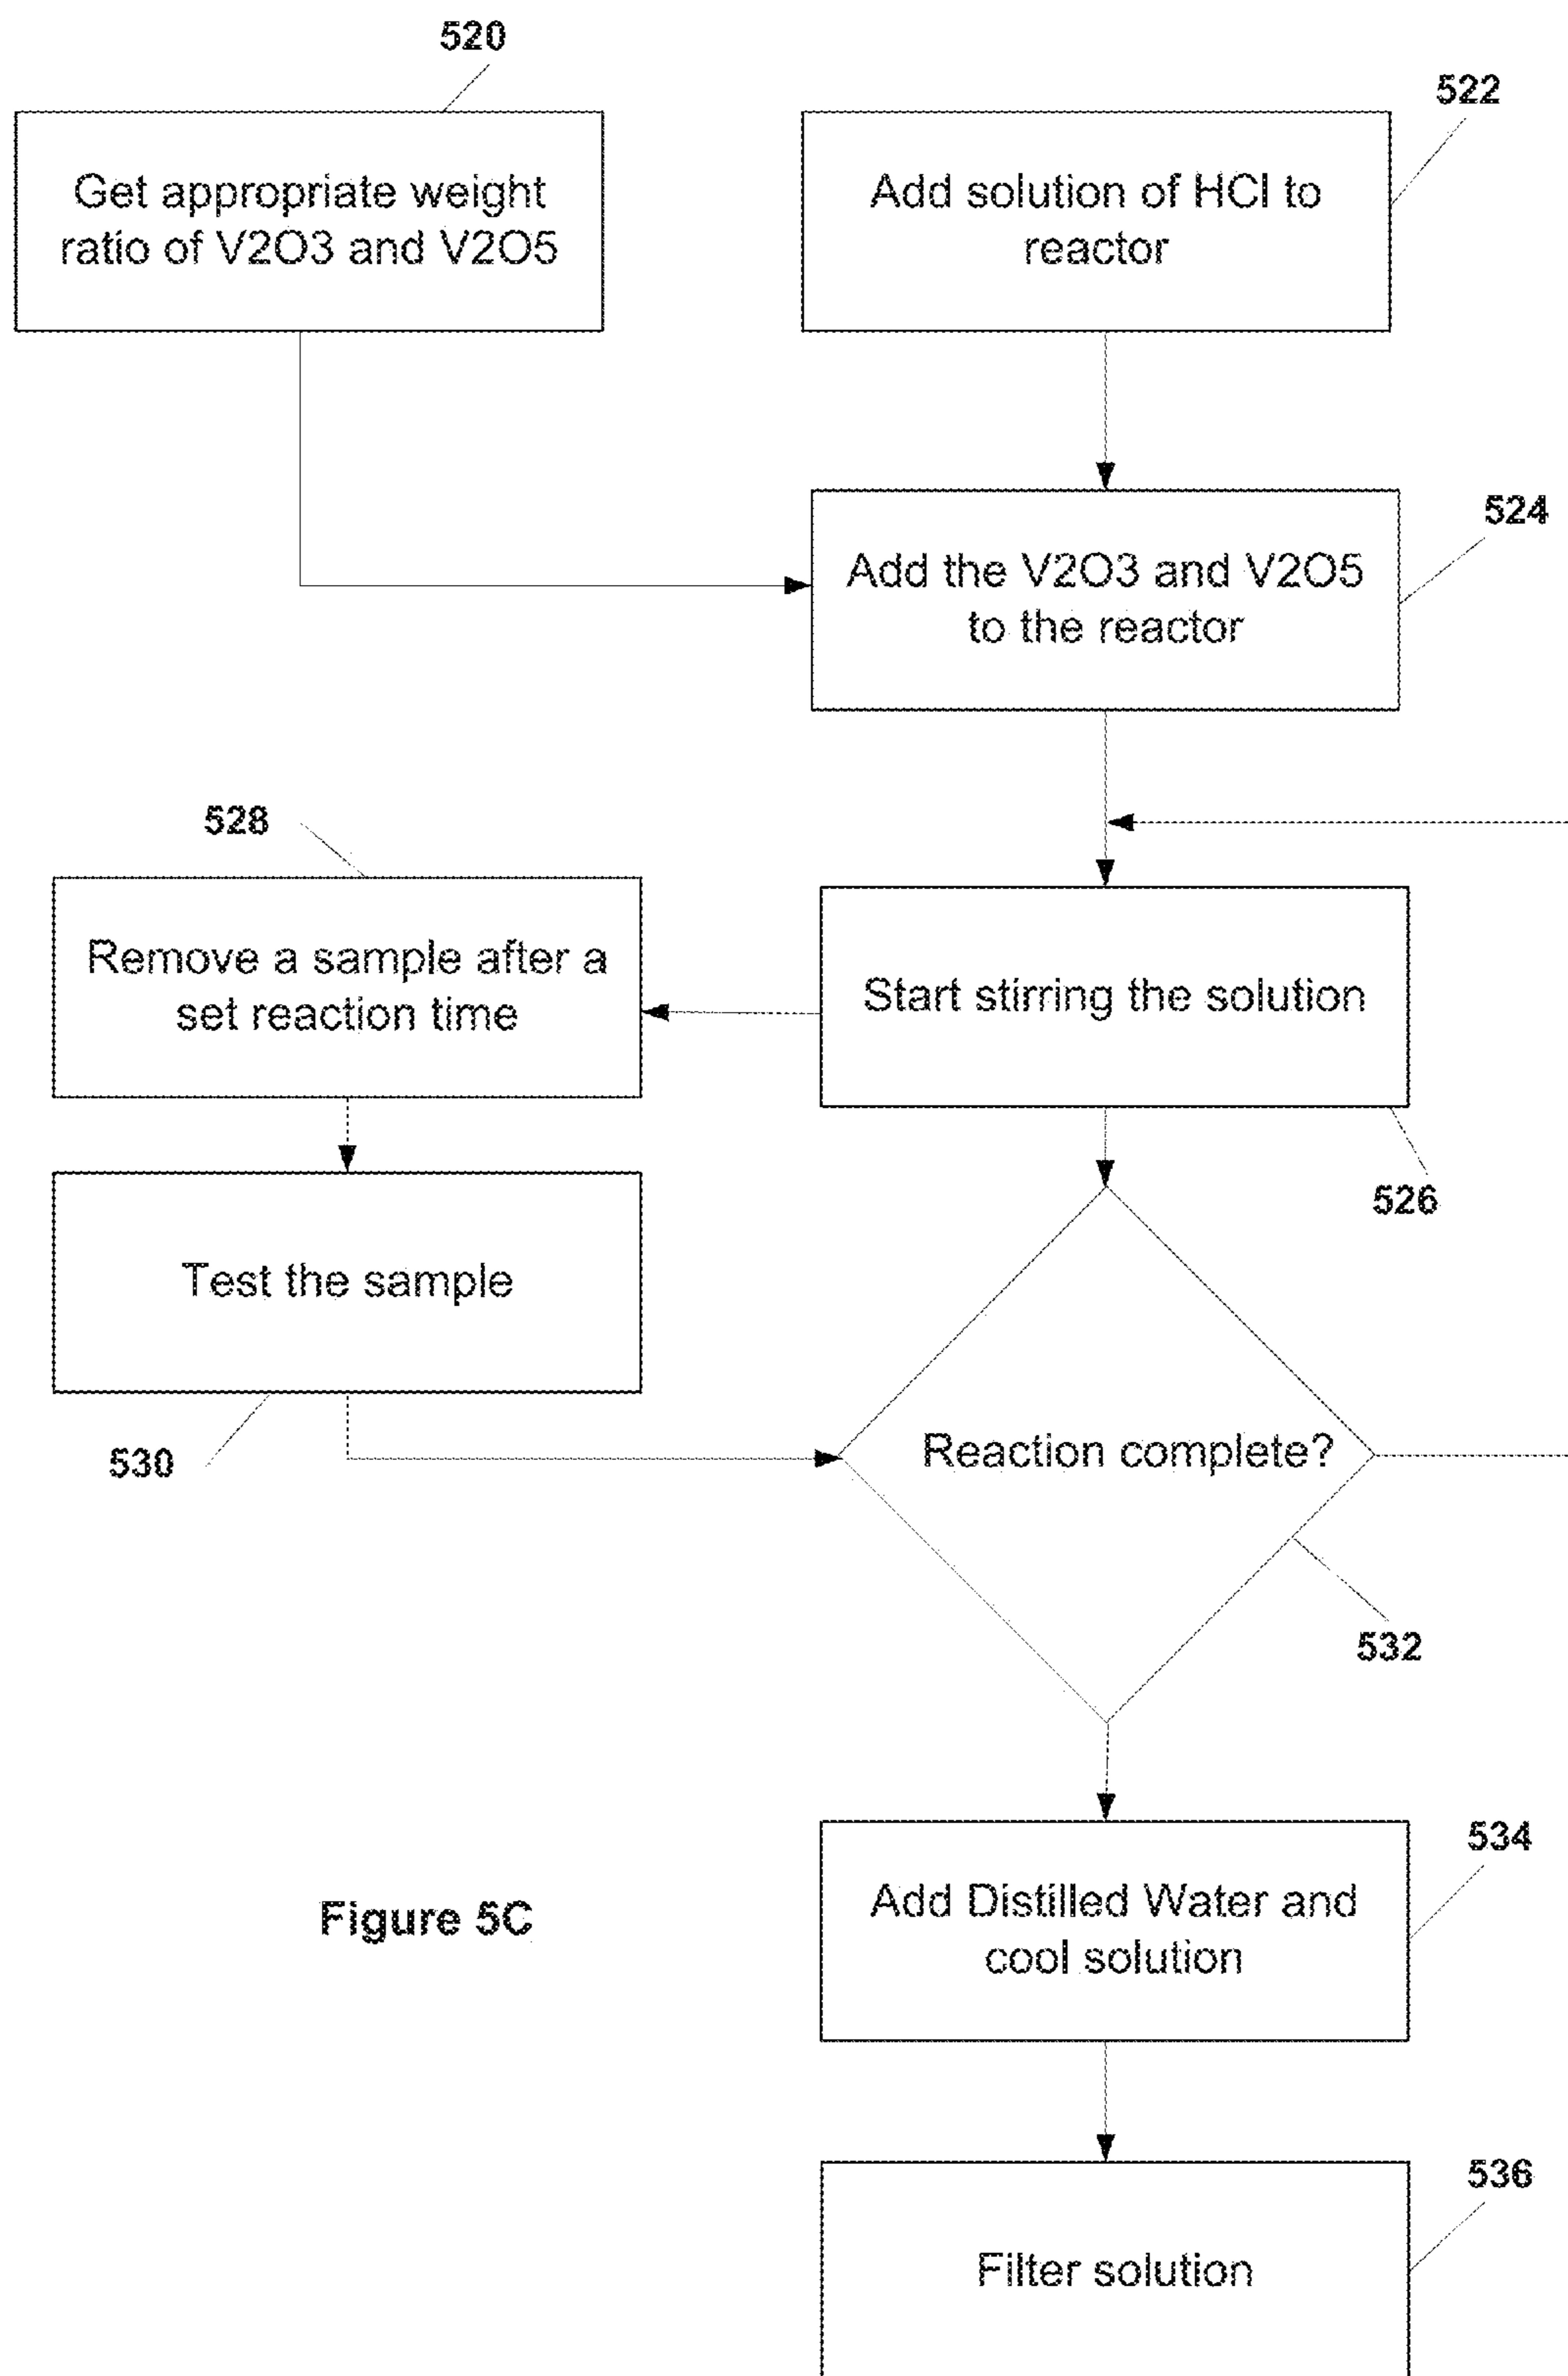 520
522
Get appropriate weight
ratio of V2O3 and V2O5
Add solution of HCl to
reactor
524
Add the V2O3 and V2O5
to the reactor
528
Remove a sample after a
set reaction time
Start stirring the solution
526
Test the sample
530
Reaction complete?
532
534
Add Distilled Water and
cool solution
Figure 5C
536
Filter solution